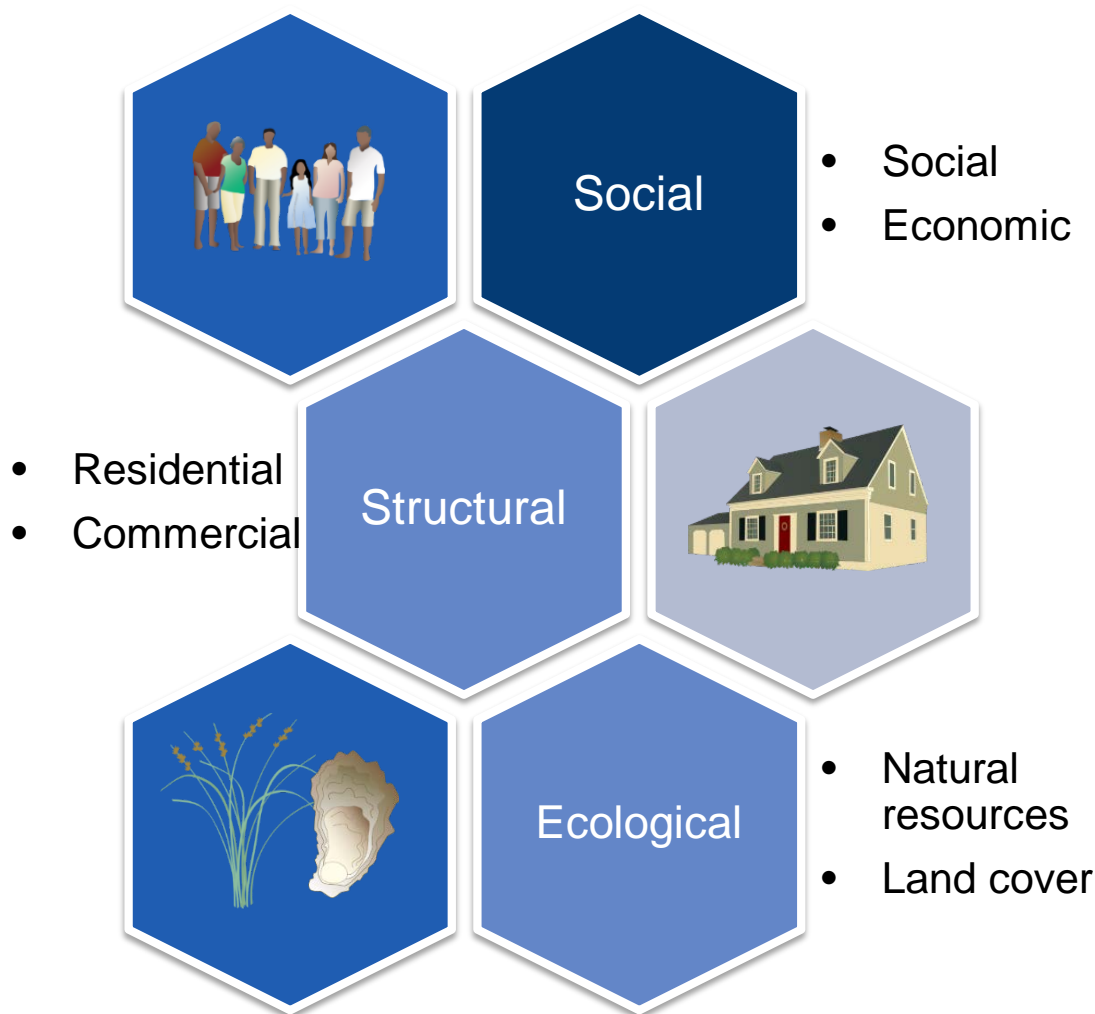 Social
• Social
• Economic
• Residential
• Commercial
Structural
Ecological
• Natural
resources
• Land cover